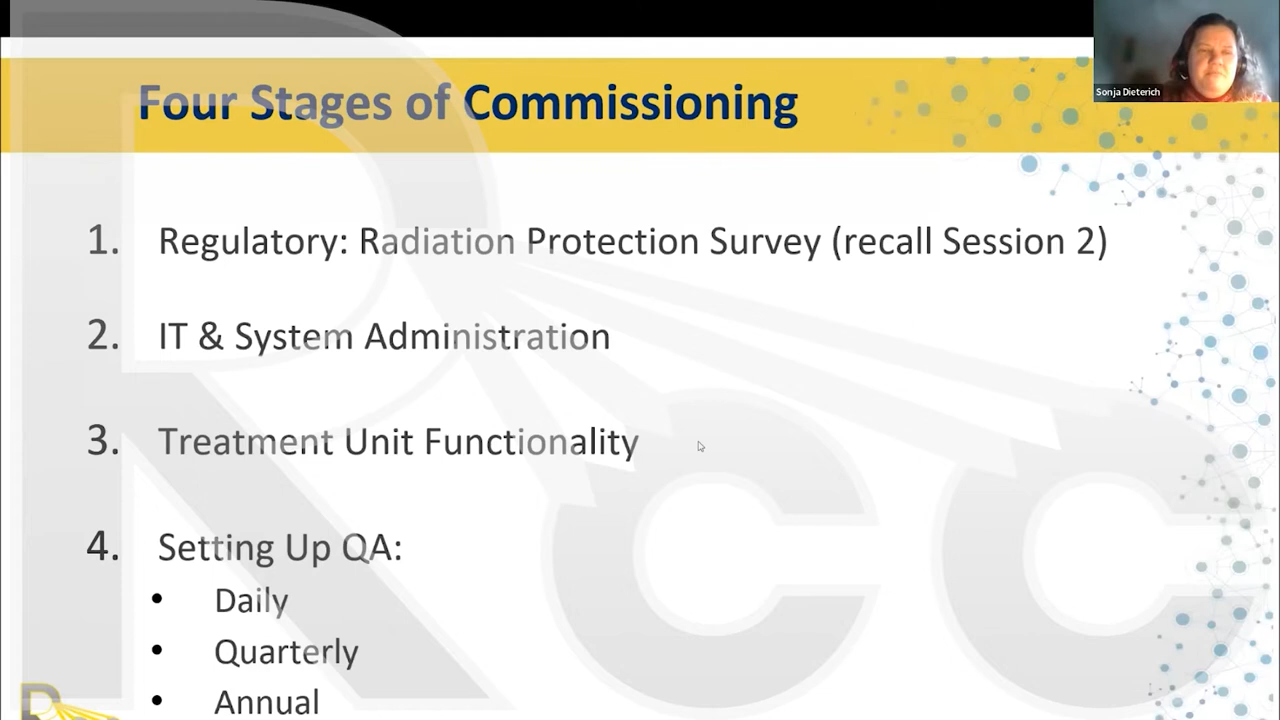 Four Stages of Commissioning
Sonja Dieterich
1. Regulatory: Radiation Protection Survey (recall Session 2)
2. IT & System Administration
3. Treatment Unit Functionality
4. Setting Up QA:
• Daily
• Quarterly
• Annual
RCC